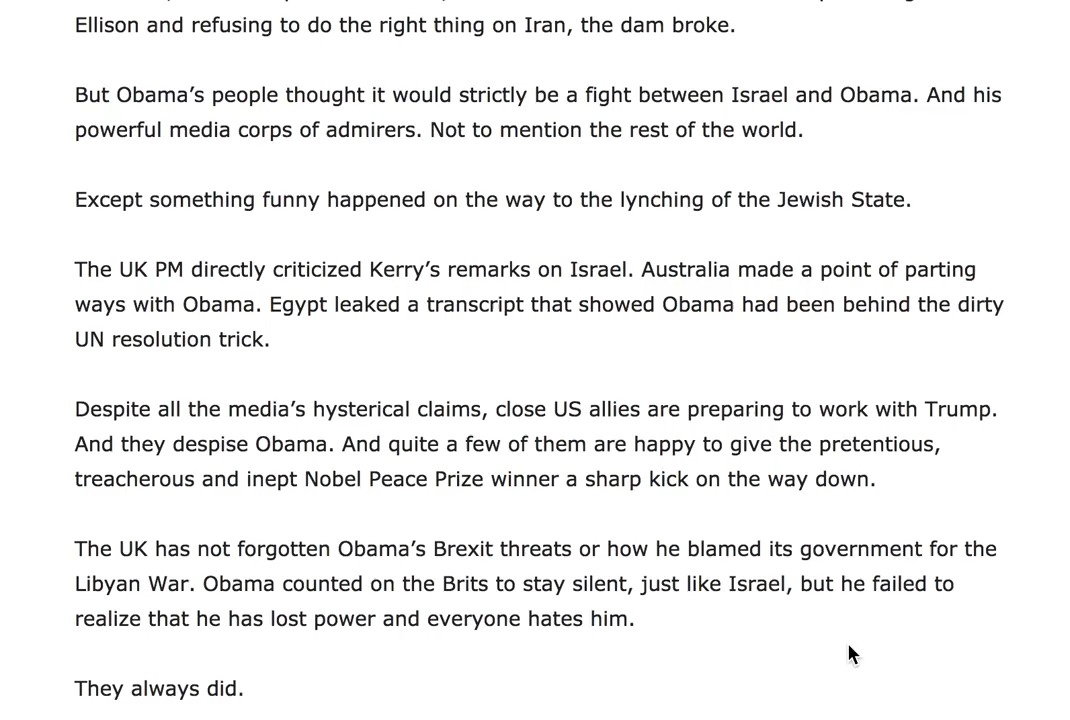 Ellison and refusing to do the right thing on Iran, the dam broke.
But Obama’s people thought it would strictly be a fight between Israel and Obama. And his
powerful media corps of admirers. Not to mention the rest of the world.
Except something funny happened on the way to the lynching of the Jewish State.
The UK PM directly criticized Kerry’s remarks on Israel. Australia made a point of parting
ways with Obama. Egypt leaked a transcript that showed Obama had been behind the dirty
UN resolution trick.
Despite all the media’s hysterical claims, close US allies are preparing to work with Trump.
And they despise Obama. And quite a few of them are happy to give the pretentious,
treacherous and inept Nobel Peace Prize winner a sharp kick on the way down.
The UK has not forgotten Obama’s Brexit threats or how he blamed its government for the
Libyan War. Obama counted on the Brits to stay silent, just like Israel, but he failed to
realize that he has lost power and everyone hates him.
They always did.